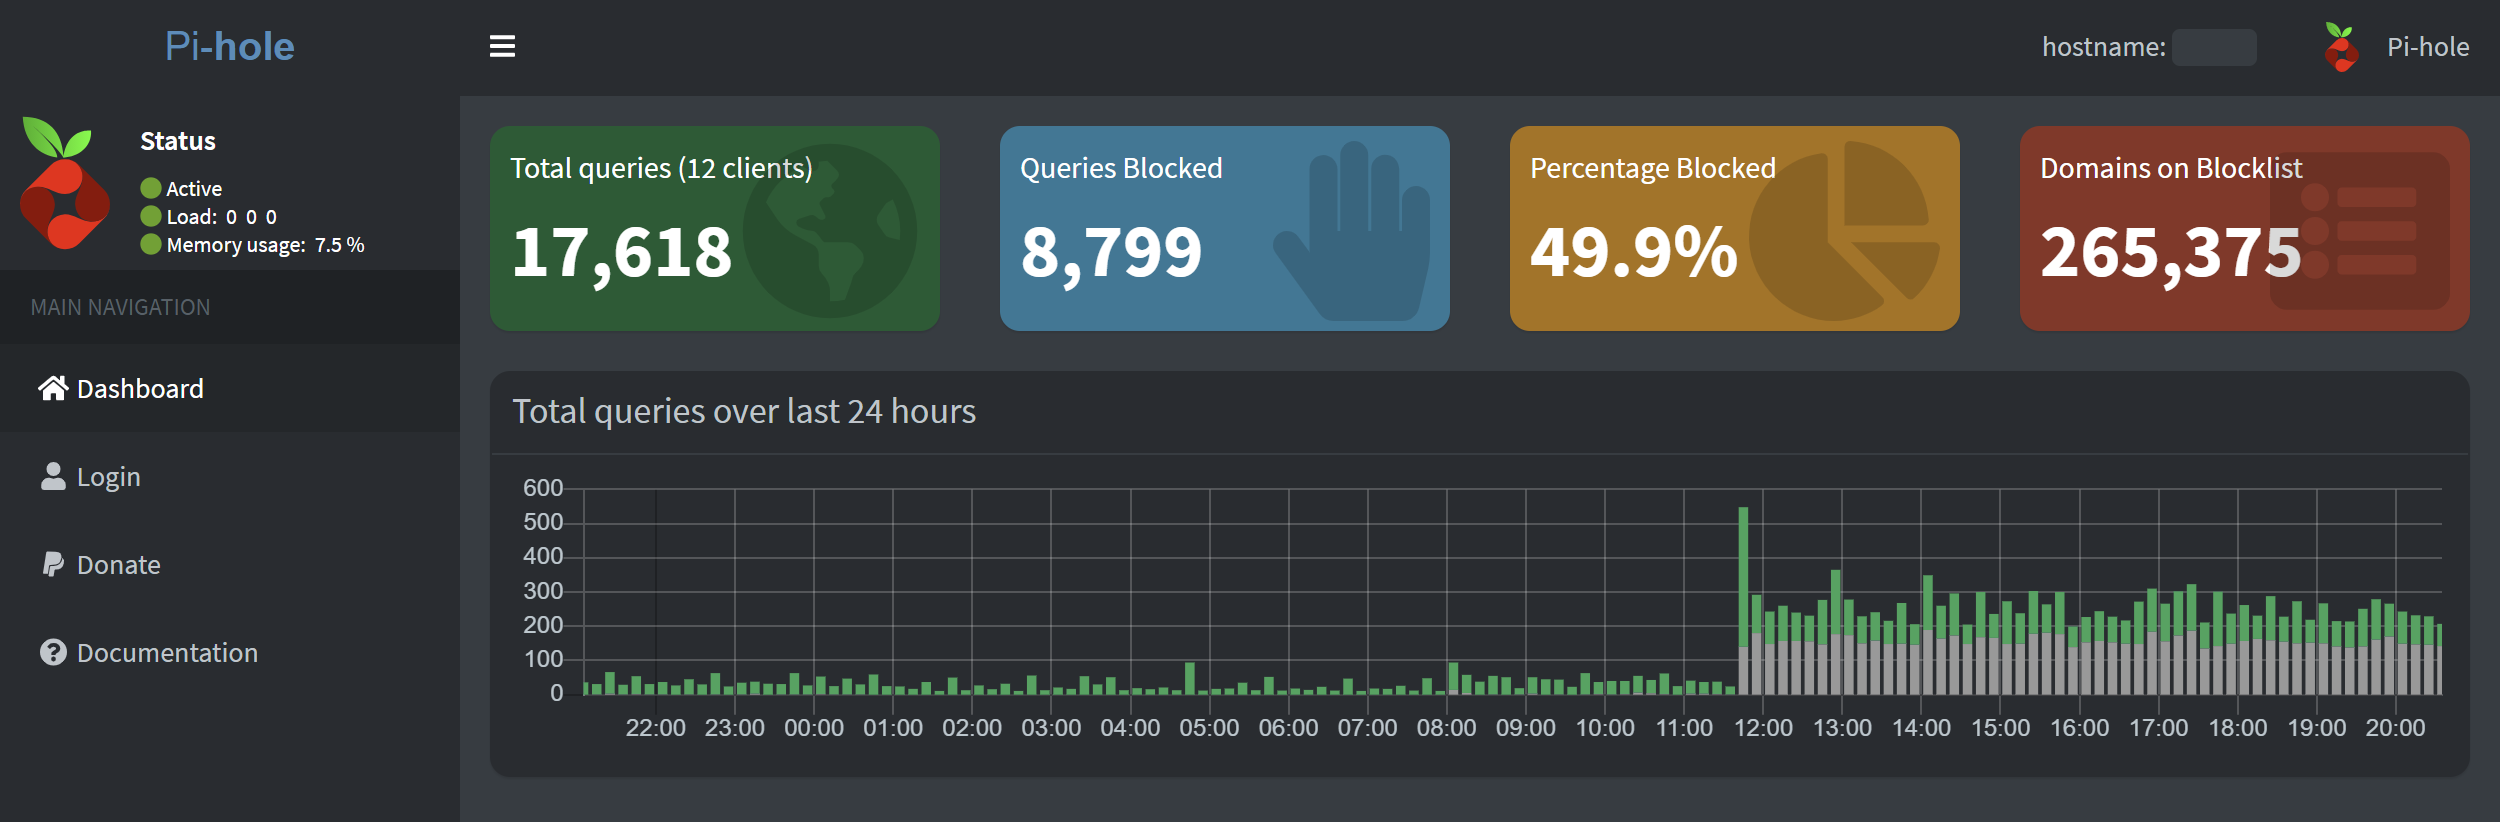 Pi-hole
hostname:
Pi-hole
Status
Active
Load: 0 0 0
Memory usage: 7.5 %
MAIN NAVIGATION
Dashboard
Login
Donate
Documentation
Total queries (12 clients)
17,618
Queries Blocked
8,799
Percentage Blocked
49.9%
Domains on Blocklist
265,375
Total queries over last 24 hours
600
500
400
300
200
100
0
22:00 23:00 00:00 01:00 02:00 03:00 04:00 05:00 06:00 07:00 08:00 09:00 10:00 11:00 12:00 13:00 14:00 15:00 16:00 17:00 18:00 19:00 20:00